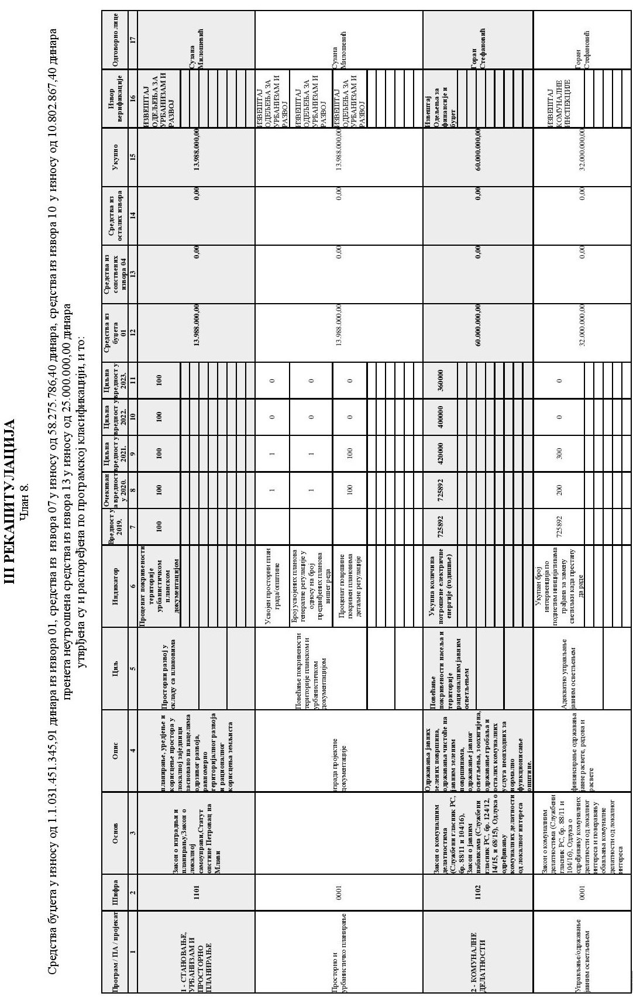 III РЕКАПИТУЛАЦИЈА
Члан 8.
Средства буџета у износу од 1.1.031.451.345,91 динара из извора 01, средства из извора 07 у износу од 58.275.786,40 динара, средства из извора 10 у износу од 10.802.867,40 динара
пренета неутрошена средства из извора 13 у износу од 25.000.000,00 динара
утврђена су и распоређена по програмској класификацији, и то:
Програм / ПА / пројекат
Шифра
Основ
Опис
Циљ
Индикатор
Вредност у
2019.
Очекиван
а вредност
у 2020.
Циљна
вредност у
2021.
Циљна
вредност у
2022.
Циљна
вредност у
2023.
Средства из
буџета
01
Средства из
сопствених
извора 04
Средства из
осталих извора
Укупно
Извор
верификације
Одговорно лице
1
2
3
4
5
6
7
8
9
10
11
12
13
14
15
16
17
1 - СТАНОВАЊЕ,
УРБАНИЗАМ И
ПРОСТОРНО
ПЛАНИРАЊЕ
1101
Закон о изградњи и
планирању,Закон о
локалној
самоуправи,Статут
опстине Петровац на
Млави
планирање, уредјење и
корисцење простора у
локалној заједници
засновано на нацелима
одрзивог развоја,
равномерно
територијалног развоја
и рационалног
корисцења земљиста
Просторни развој у
складу са плановима
Проценат покривености
територије
урбанистичком
планском
документацијом
100
100
100
100
100
13.988.000,00
0,00
0,00
13.988.000,00
ИЗВЕШТАЈ
ОДЕЉЕЊА ЗА
УРБАНИЗАМ И
РАЗВОЈ
Сузана
Милошевић
Просторно и
урбанистичко планирање
0001
израда пројектне
документације
Повећање покривености
територије планском и
урбанистичком
документацијом
Усвојен просторни план
града/општине
1
1
0
0
Број усвојених планова
генералне регулације у
односу на број
предвиђених планова
вишег реда
1
1
0
0
Проценат површине
покривен плановима
детаљне регулације
100
100
0
0
13.988.000,00
0,00
0,00
13.988.000,00
ИЗВЕШТАЈ
ОДЕЉЕЊА ЗА
УРБАНИЗАМ И
РАЗВОЈ
ИЗВЕШТАЈ
ОДЕЉЕЊА ЗА
УРБАНИЗАМ И
РАЗВОЈ
ИЗВЕШТАЈ
ОДЕЉЕЊА ЗА
УРБАНИЗАМ И
РАЗВОЈ
Сузана
Милошевић
2 - КОМУНАЛНЕ
ДЕЛАТНОСТИ
1102
Закон о комуналним
делатностима
(Службени гласник РС,
бр. 88/11 и 104/16),
Закон о јавним
набавкама (Службени
гласник РС, бр. 124/12,
14/15, и 68/15), Одлука о
одређивању
комуналних делатности
од локалног интереса
Одржавања јавних
зелених површина,
одржавања чистоће на
јавним зеленим
површинама,
одржавање јавног
осветљења, зоохигијена,
одржавање гробаља и
осталих комуналних
услуга неопходних за
нормално
функционисање
општине.
Повећање
покривености насеља и
територије
рационалним јавним
осветљењем
Укупна количина
потрошене електричне
енергије (годишње)
725892
725892
420000
400000
360000
60.000.000,00
0,00
0,00
60.000.000,00
Извештај
Одељења за
финансије и
буџет
Горан
Стефановић
Управљање/одржавање
јавним осветљењем
0001
Закон о комуналним
делатностима (Службени
гласник РС, бр. 88/11 и
104/16), Одлука о
одређивању комуналних
делатности од локалног
интереса и поверавању
обављања комуналне
делатности од локалног
интереса
финансирање одржавања
јавне расвете, радова и
расвете
Адекватно управљање
јавним осветљењем
Укупан број
интервенција по
поднетим иницијативама
грађана за замену
светиљки када престану
да раде
725892
200
300
0
0
32.000.000,00
0,00
0,00
32.000.000,00
ИЗВЕШТАЈ
КОМУНАЛНЕ
ИНСПЕКЦИЈЕ
Горан
Стефановић